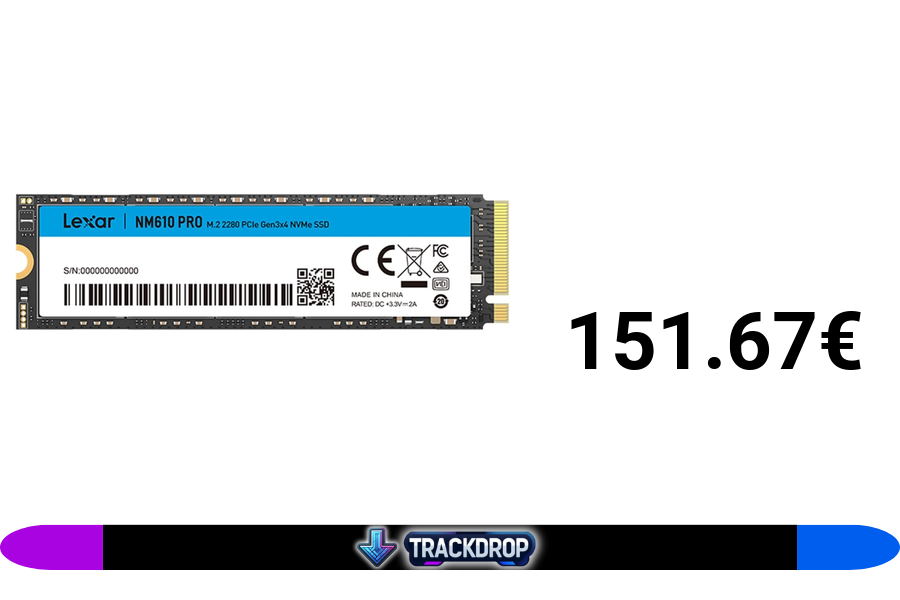 Lexar | NM610 PRO M.2 2280 PCIe Gen3x4 NVMe SSD
S/N:000000000000
MADE IN CHINA
RATED: DC +3.3V⎓2A
20
151.67€
TRACKDROP